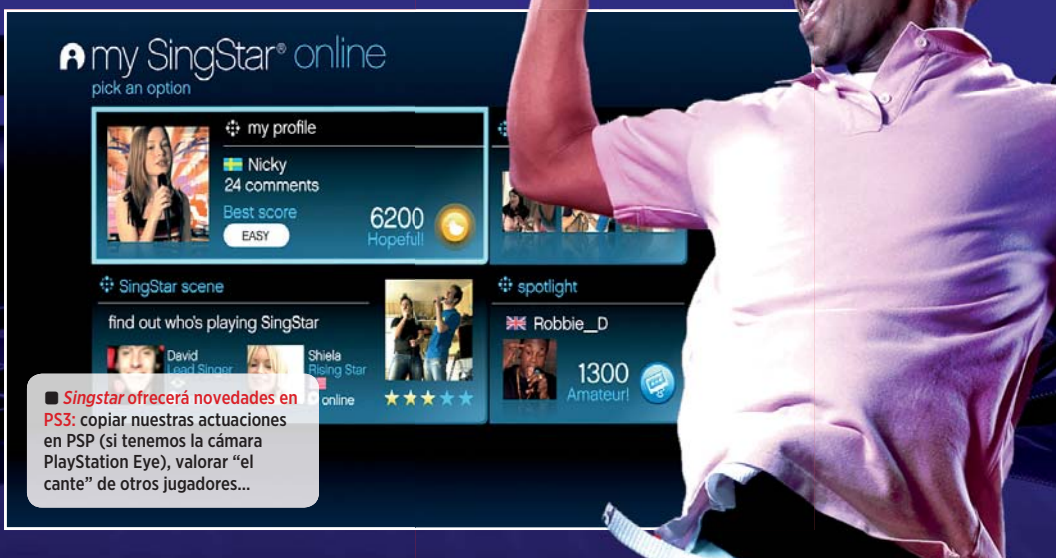 my SingStar® online
pick an option
my profile
Nicky
24 comments
Best score
EASY
6200
Hopeful!
SingStar scene
find out who's playing SingStar
David
Lead Singer
Shiela
Rising Star
online
spotlight
Robbie_D
1300
Amateur!
Singstar ofrecerá novedades en
PS3: copiar nuestras actuaciones
en PSP (si tenemos la cámara
PlayStation Eye), valorar “el
cante” de otros jugadores...